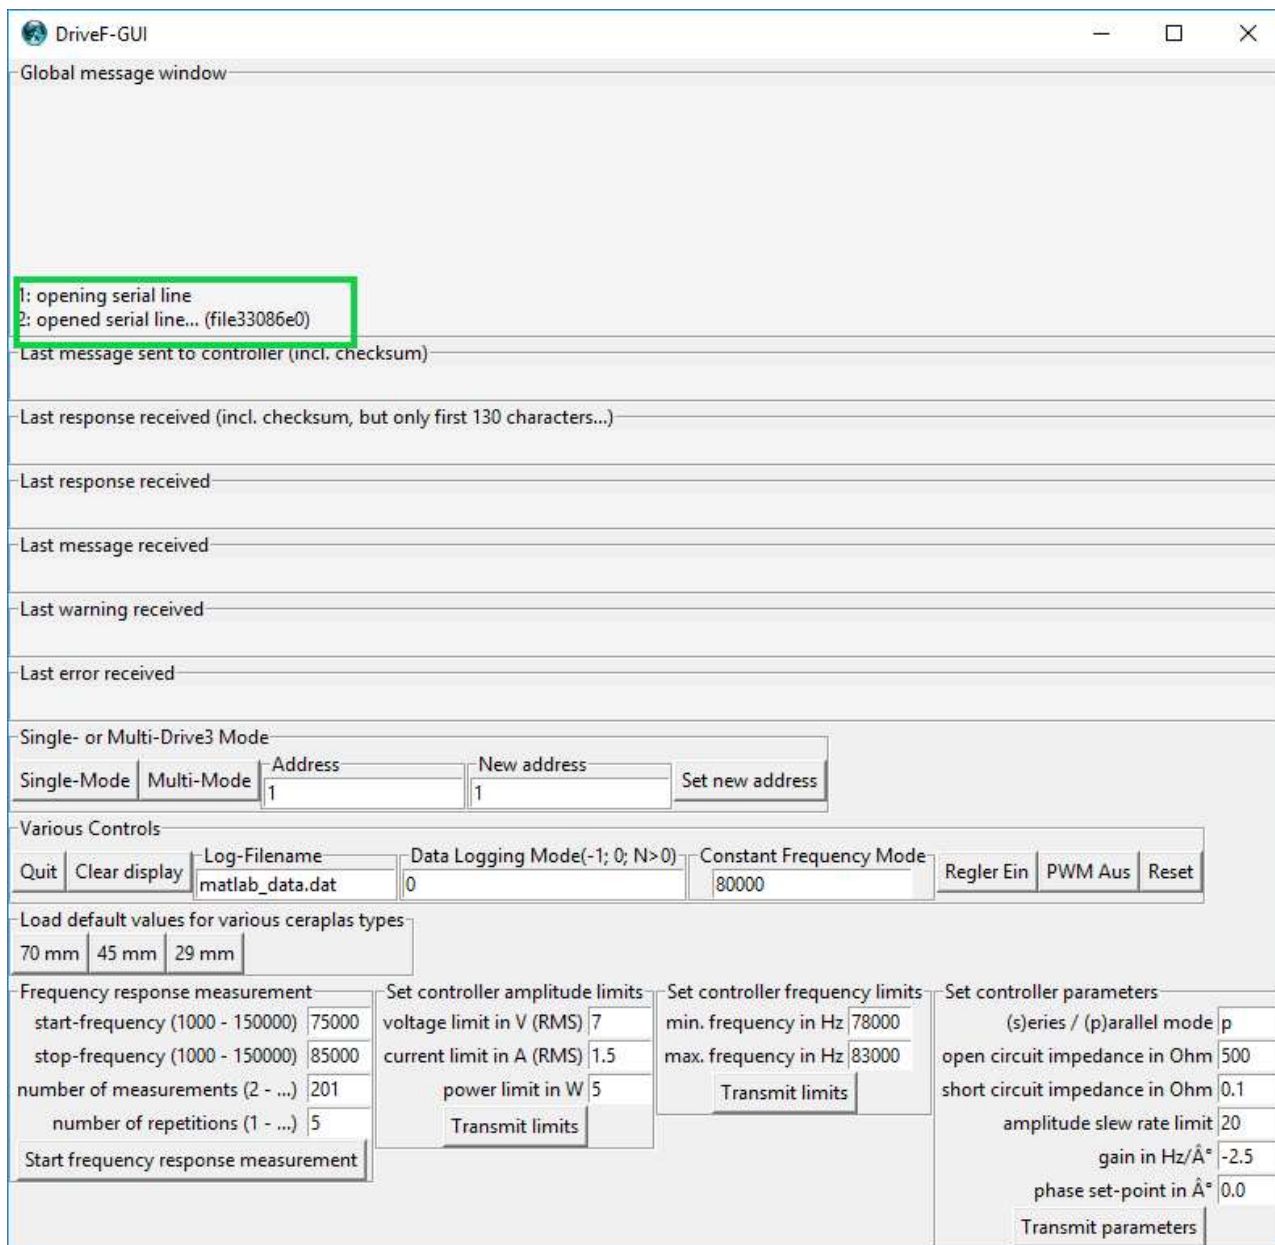 DriveF-GUI
Global message window
1: opening serial line
2: opened serial line... (file33086e0)
Last message sent to controller (incl. checksum)
Last response received (incl. checksum, but only first 130 characters...)
Last response received
Last message received
Last warning received
Last error received
Single- or Multi-Drive3 Mode
Single-Mode Multi-Mode Address 1 New address 1 Set new address
Various Controls
Quit Clear display Log-Filename matlab_data.dat Data Logging Mode(-1; 0; N>0) 0 Constant Frequency Mode 80000 Regler Ein PWM Aus Reset
Load default values for various ceraplas types
70 mm 45 mm 29 mm
Frequency response measurement
start-frequency (1000 - 150000) 75000
stop-frequency (1000 - 150000) 85000
number of measurements (2 - ...) 201
number of repetitions (1 - ...) 5
Start frequency response measurement
Set controller amplitude limits
voltage limit in V (RMS) 7
current limit in A (RMS) 1.5
power limit in W 5
Transmit limits
Set controller frequency limits
min. frequency in Hz 78000
max. frequency in Hz 83000
Transmit limits
Set controller parameters
(s)eries / (p)arallel mode p
open circuit impedance in Ohm 500
short circuit impedance in Ohm 0.1
amplitude slew rate limit 20
gain in Hz/Â° -2.5
phase set-point in Â° 0.0
Transmit parameters